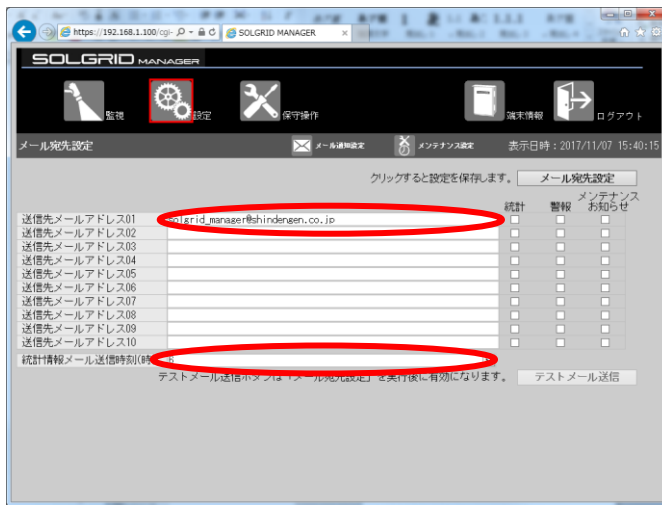 https://192.168.1.100/cgi-
SOLGRID MANAGER
SOLGRID MANAGER
監視
設定
保守操作
端末情報
ログアウト
メール宛先設定
メール通知設定
メンテナンス設定
表示日時：2017/11/07 15:40:15
クリックすると設定を保存します。
メール宛先設定
統計
警報
メンテナンス
お知らせ
送信先メールアドレス01
solgrid_manager@shindengen.co.jp
送信先メールアドレス02
送信先メールアドレス03
送信先メールアドレス04
送信先メールアドレス05
送信先メールアドレス06
送信先メールアドレス07
送信先メールアドレス08
送信先メールアドレス09
送信先メールアドレス10
統計情報メール送信時刻(時
6
テストメール送信ボタンは「メール宛先設定」を実行後に有効になります。
テストメール送信